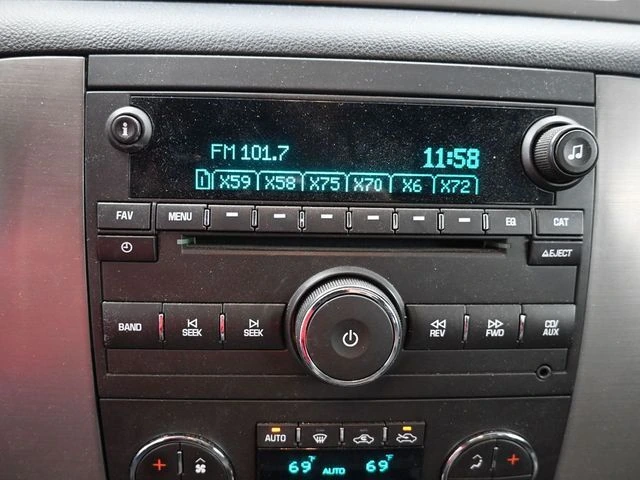 FM 101.7
11:58
1 X59 X58 X75 X70 X6 X72
FAV MENU EQ CAT
EJECT
BAND SEEK SEEK REV FWD CD/AUX
AUTO
69°F AUTO 69°F